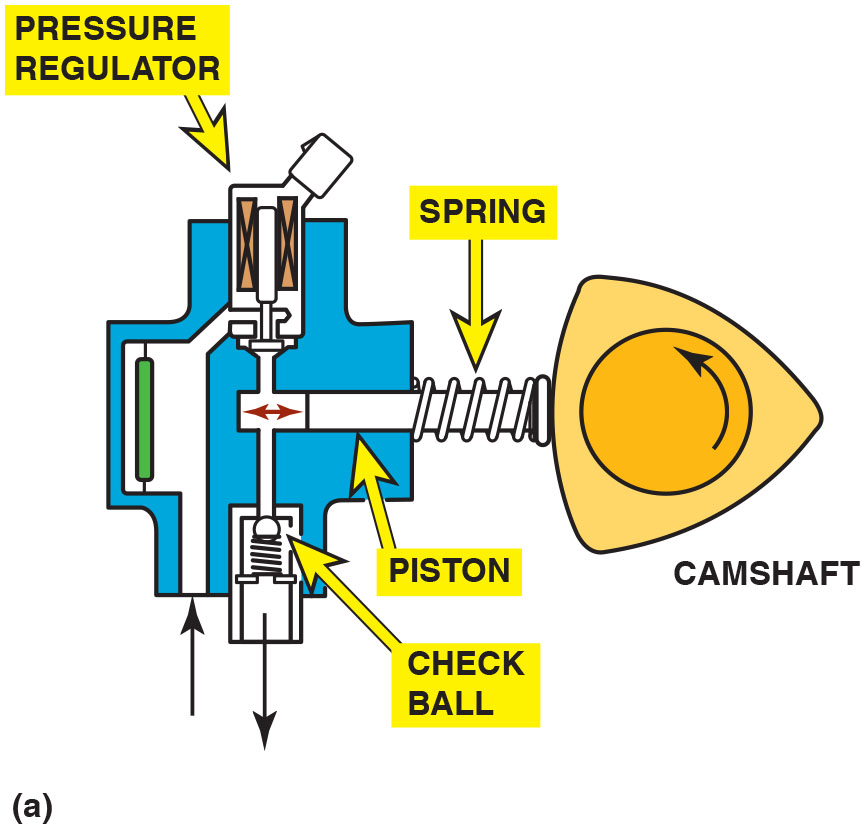 PRESSURE
REGULATOR
SPRING
PISTON
CAMSHAFT
CHECK
BALL
(a)